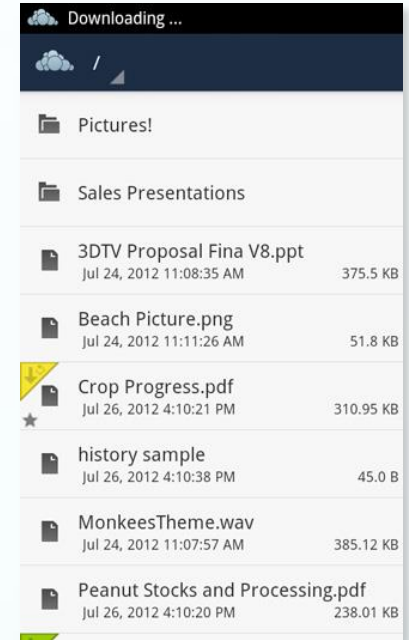 Downloading ...
/
Pictures!
Sales Presentations
3DTV Proposal Fina V8.ppt
Jul 24, 2012 11:08:35 AM 375.5 KB
Beach Picture.png
Jul 24, 2012 11:11:26 AM 51.8 KB
Crop Progress.pdf
Jul 26, 2012 4:10:21 PM 310.95 KB
history sample
Jul 26, 2012 4:10:38 PM 45.0 B
MonkeesTheme.wav
Jul 24, 2012 11:07:57 AM 385.12 KB
Peanut Stocks and Processing.pdf
Jul 26, 2012 4:10:20 PM 238.01 KB